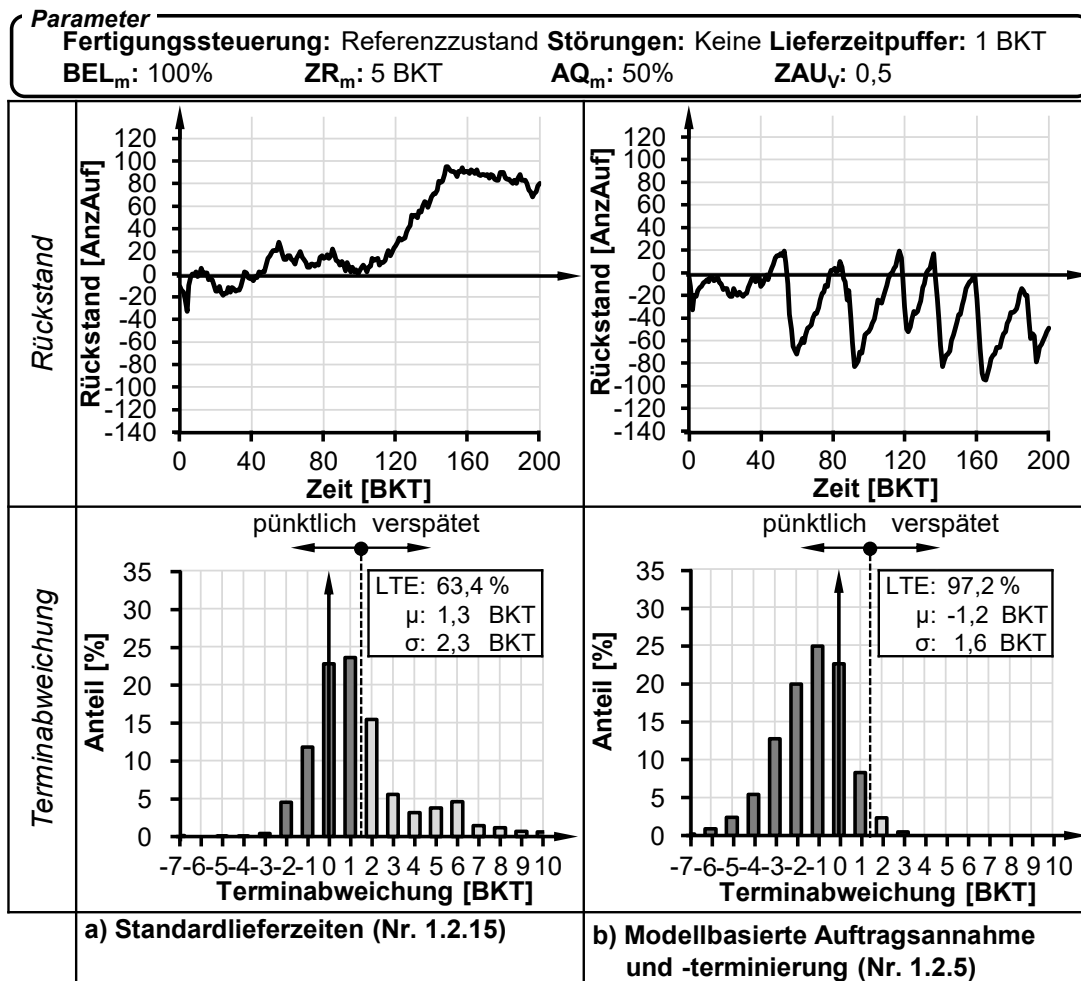 Parameter
Fertigungssteuerung: Referenzzustand Störungen: Keine Lieferzeitpuffer: 1 BKT
BELm: 100% ZRm: 5 BKT AQm: 50% ZAUV: 0,5
Rückstand
Rückstand [AnzAuf]
120
100
80
60
40
20
0
-20
-40
-60
-80
-100
-120
-140
0 40 80 120 160 200
Zeit [BKT]
Rückstand [AnzAuf]
120
100
80
60
40
20
0
-20
-40
-60
-80
-100
-120
-140
0 40 80 120 160 200
Zeit [BKT]
Terminabweichung
pünktlich verspätet
Anteil [%]
35
30
25
20
15
10
5
0
LTE: 63,4 %
µ: 1,3 BKT
σ: 2,3 BKT
-7 -6 -5 -4 -3 -2 -1 0 1 2 3 4 5 6 7 8 9 10
Terminabweichung [BKT]
pünktlich verspätet
Anteil [%]
35
30
25
20
15
10
5
0
LTE: 97,2 %
µ: -1,2 BKT
σ: 1,6 BKT
-7 -6 -5 -4 -3 -2 -1 0 1 2 3 4 5 6 7 8 9 10
Terminabweichung [BKT]
a) Standardlieferzeiten (Nr. 1.2.15)
b) Modellbasierte Auftragsannahme
und -terminierung (Nr. 1.2.5)